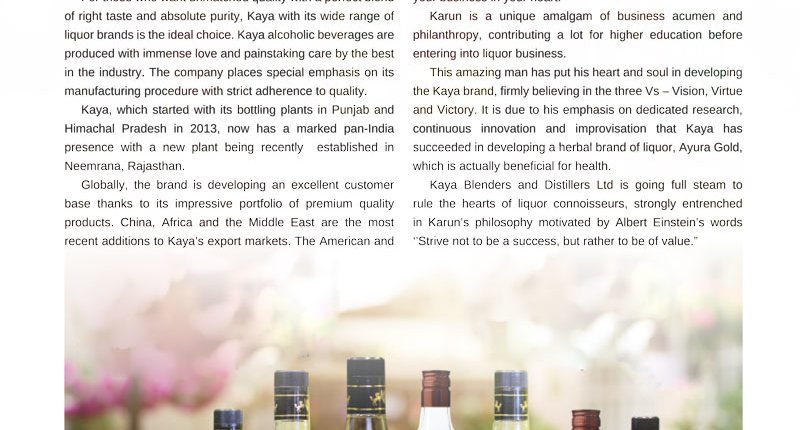 of right taste and absolute purity, Kaya with its wide range of
liquor brands is the ideal choice. Kaya alcoholic beverages are
produced with immense love and painstaking care by the best
in the industry. The company places special emphasis on its
manufacturing procedure with strict adherence to quality.
Kaya, which started with its bottling plants in Punjab and
Himachal Pradesh in 2013, now has a marked pan-India
presence with a new plant being recently established in
Neemrana, Rajasthan.
Globally, the brand is developing an excellent customer
base thanks to its impressive portfolio of premium quality
products. China, Africa and the Middle East are the most
recent additions to Kaya's export markets. The American and
Karun is a unique amalgam of business acumen and
philanthropy, contributing a lot for higher education before
entering into liquor business.
This amazing man has put his heart and soul in developing
the Kaya brand, firmly believing in the three Vs – Vision, Virtue
and Victory. It is due to his emphasis on dedicated research,
continuous innovation and improvisation that Kaya has
succeeded in developing a herbal brand of liquor, Ayura Gold,
which is actually beneficial for health.
Kaya Blenders and Distillers Ltd is going full steam to
rule the hearts of liquor connoisseurs, strongly entrenched
in Karun's philosophy motivated by Albert Einstein's words
‘"Strive not to be a success, but rather to be of value."